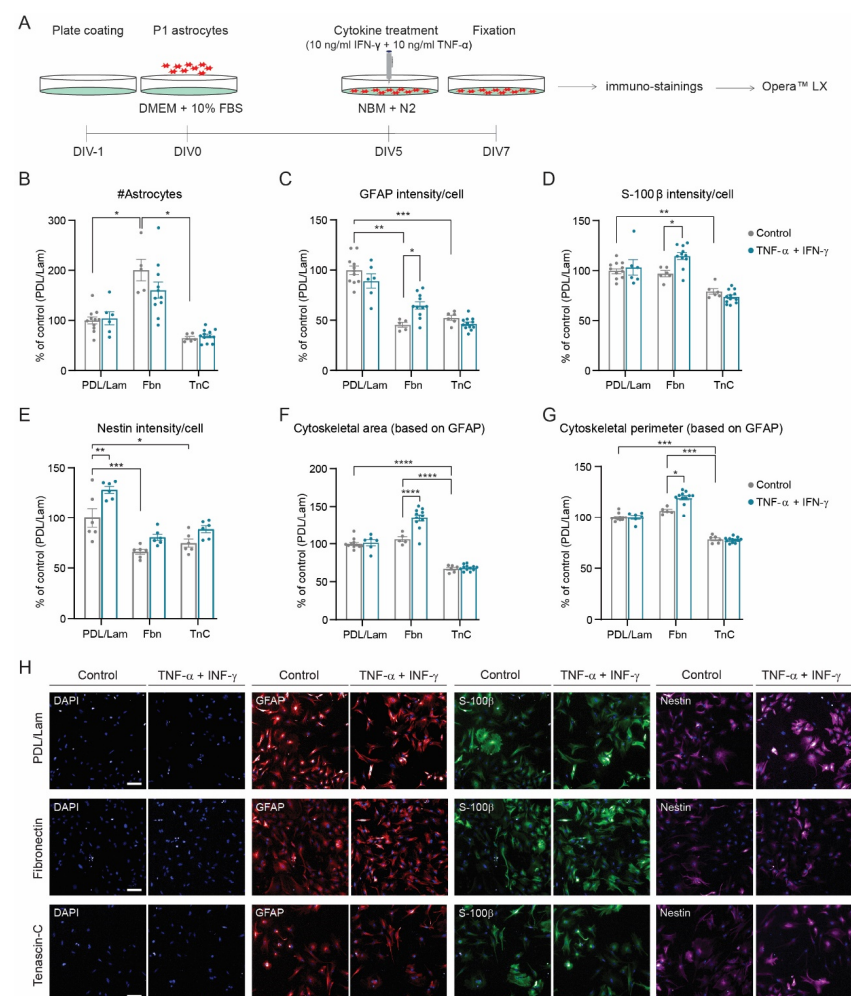 A
Plate coating
P1 astrocytes
Cytokine treatment
(10 ng/ml IFN-γ + 10 ng/ml TNF-α)
Fixation
DMEM + 10% FBS
NBM + N2
immuno-stainings
Opera™ LX
DIV-1
DIV0
DIV5
DIV7
B
#Astrocytes
% of control (PDL/Lam)
300
200
100
0
* *
PDL/Lam Fbn TnC
C
GFAP intensity/cell
% of control (PDL/Lam)
150
100
50
0
***
**
*
PDL/Lam Fbn TnC
D
S-100β intensity/cell
% of control (PDL/Lam)
150
100
50
0
**
*
PDL/Lam Fbn TnC
Control
TNF-α + IFN-γ
E
Nestin intensity/cell
% of control (PDL/Lam)
150
100
50
0
*
**
***
PDL/Lam Fbn TnC
F
Cytoskeletal area (based on GFAP)
% of control (PDL/Lam)
200
150
100
50
0
****
****
****
PDL/Lam Fbn TnC
G
Cytoskeletal perimeter (based on GFAP)
% of control (PDL/Lam)
150
100
50
0
***
***
*
PDL/Lam Fbn TnC
Control
TNF-α + IFN-γ
H
Control TNF-α + INF-γ Control TNF-α + INF-γ Control TNF-α + INF-γ Control TNF-α + INF-γ
PDL/Lam
DAPI GFAP S-100β Nestin
Fibronectin
DAPI GFAP S-100β Nestin
Tenascin-C
DAPI GFAP S-100β Nestin